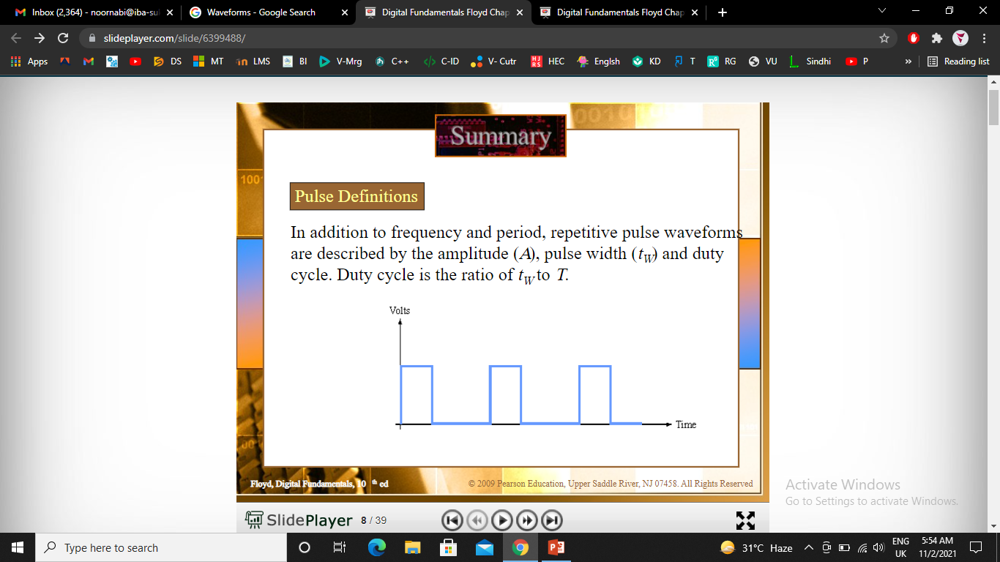 Inbox (2,364) - noornabi@iba-su
Waveforms - Google Search
Digital Fundamentals Floyd Chap
Digital Fundamentals Floyd Chap
slideplayer.com/slide/6399488/
Apps
DS
MT
LMS
BI
V-Mrg
C++
C-ID
V- Cutr
HEC
Englsh
KD
T
RG
VU
Sindhi
P
»
Reading list
Summary
Pulse Definitions
In addition to frequency and period, repetitive pulse waveforms
are described by the amplitude (A), pulse width (tW) and duty
cycle. Duty cycle is the ratio of tW to T.
Volts
Time
Floyd, Digital Fundamentals, 10th ed
© 2009 Pearson Education, Upper Saddle River, NJ 07458. All Rights Reserved
Activate Windows
Go to Settings to activate Windows.
SlidePlayer 8 / 39
Type here to search
31°C Haze
ENG
UK
5:54 AM
11/2/2021